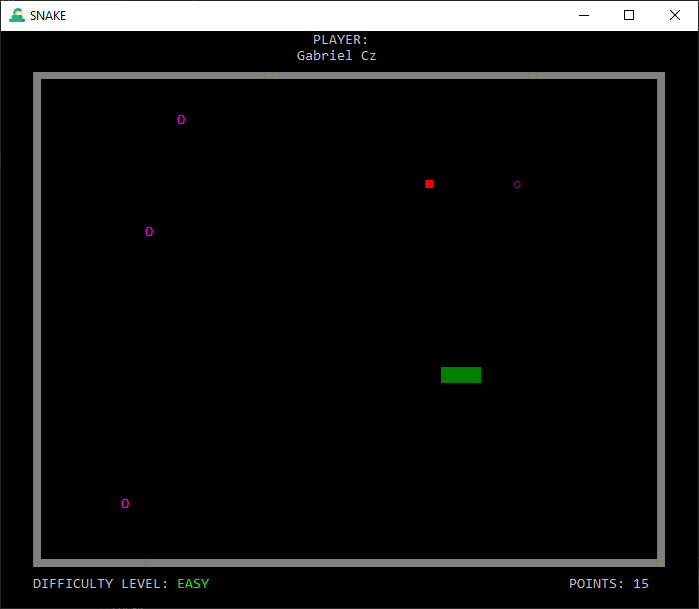 SNAKE
PLAYER:
Gabriel Cz
O
o
O
O
DIFFICULTY LEVEL: EASY
POINTS: 15